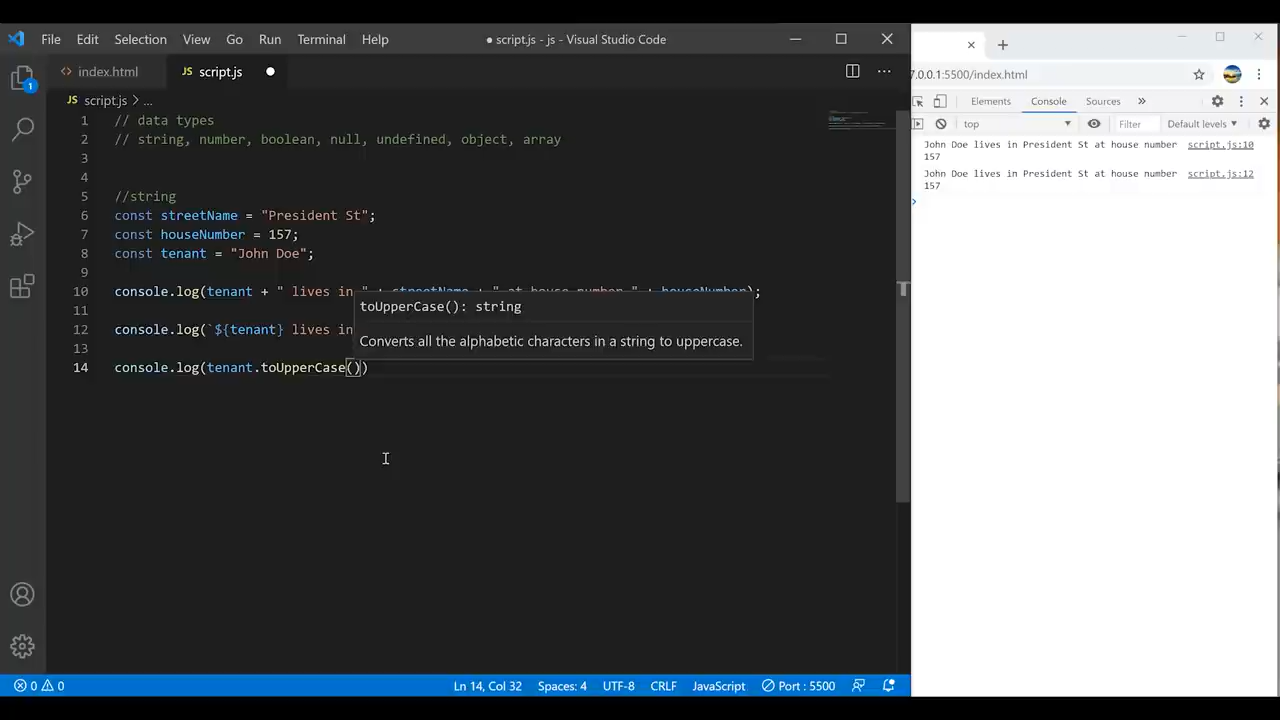 File Edit Selection View Go Run Terminal Help
● script.js - js - Visual Studio Code
index.html
JS script.js ●
JS script.js > ...
1 // data types
2 // string, number, boolean, null, undefined, object, array
3
4
5 //string
6 const streetName = "President St";
7 const houseNumber = 157;
8 const tenant = "John Doe";
9
10 console.log(tenant + " lives in " + streetName + " at house number " + houseNumber);
11
toUpperCase(): string
12 console.log(`${tenant} lives in
Converts all the alphabetic characters in a string to uppercase.
13
14 console.log(tenant.toUpperCase())
1
0 0 Ln 14, Col 32 Spaces: 4 UTF-8 CRLF JavaScript Port : 5500
7.0.0.1:5500/index.html
Elements Console Sources »
top Filter Default levels
John Doe lives in President St at house number script.js:10
157
John Doe lives in President St at house number script.js:12
157